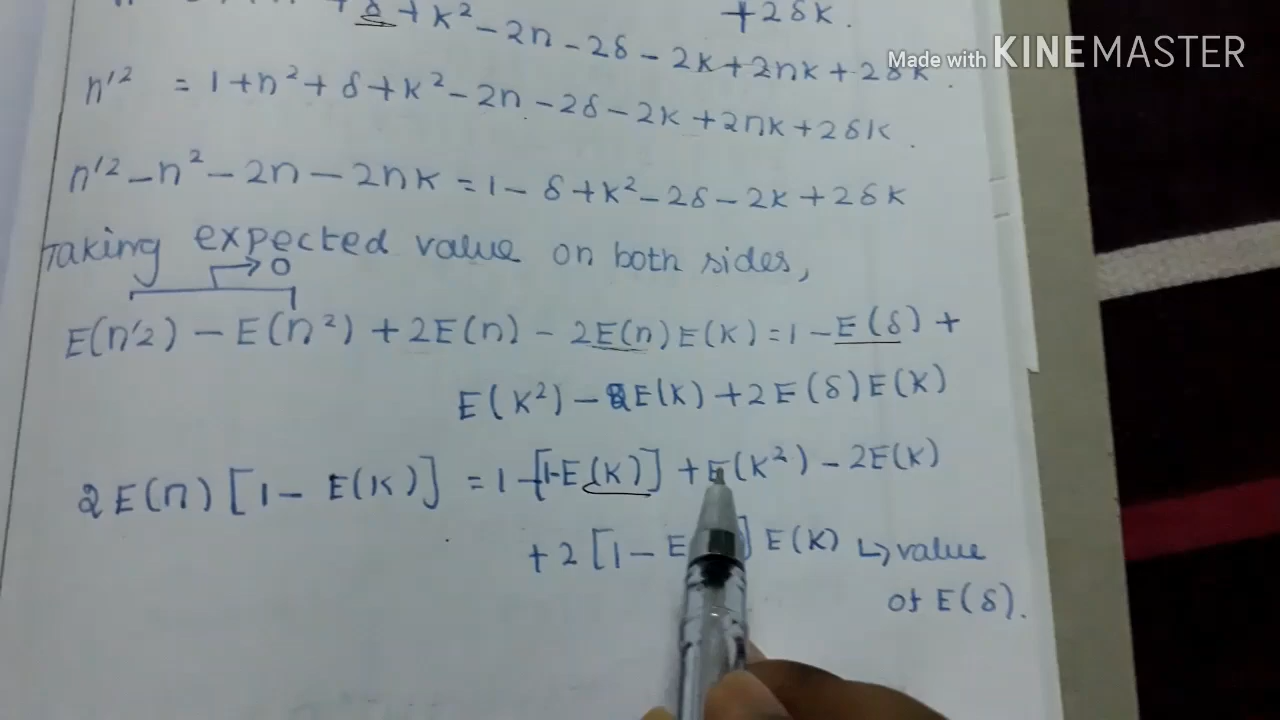 + δ + k² − 2n − 2δ − 2k + 2nk + 2δk.
+2δk.
Made with KINEMASTER
n'² = 1 + n² + δ + k² − 2n − 2δ − 2k + 2nk + 2δk.
n'² − n² − 2n − 2nk = 1 − δ + k² − 2δ − 2k + 2δk
Taking expected value on both sides,
→ 0
E(n'2) − E(n²) + 2E(n) − 2E(n) E(k) = 1 − E(δ) +
E(k²) − 2E(k) + 2E(δ)E(k)
2E(n) [1 − E(k)] = 1 − [1-E(k)] + E(k²) − 2E(k)
+ 2 [1 − E ] E(k) ↳ value
of E(δ).